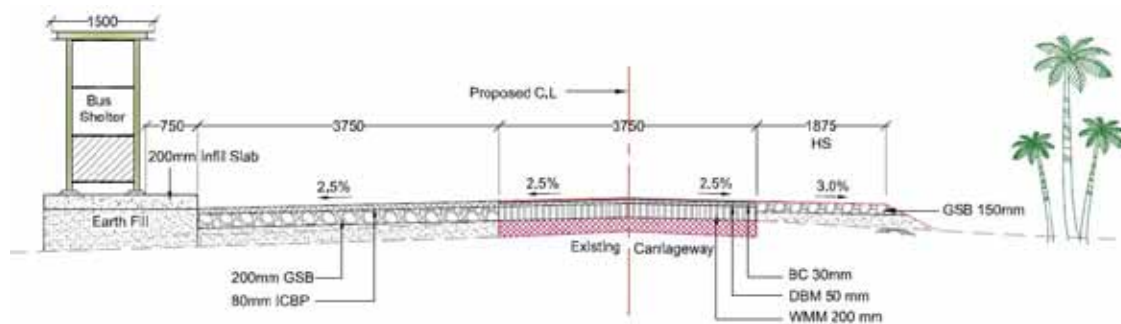 1500
Proposed C.L
Bus
Shelter
750
3750
3750
1875
HS
200mm Infill Slab
2.5%
2.5%
2.5%
3.0%
Earth Fill
GSB 150mm
Existing Carriageway
200mm GSB
80mm ICBP
BC 30mm
DBM 50 mm
WMM 200 mm